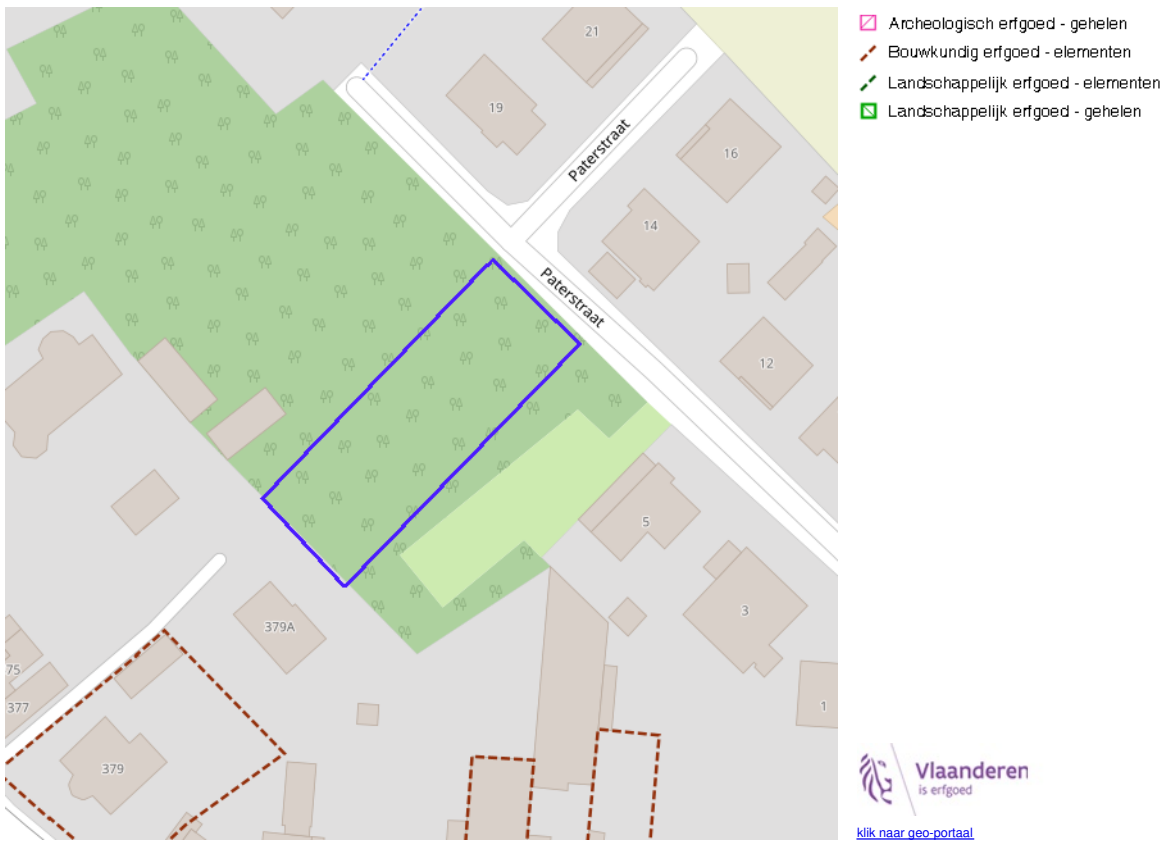 21
19
Paterstraat
16
14
Paterstraat
12
5
3
379A
75
377
1
379
Archeologisch erfgoed - gehelen
Bouwkundig erfgoed - elementen
Landschappelijk erfgoed - elementen
Landschappelijk erfgoed - gehelen
Vlaanderen
is erfgoed
klik naar geo-portaal